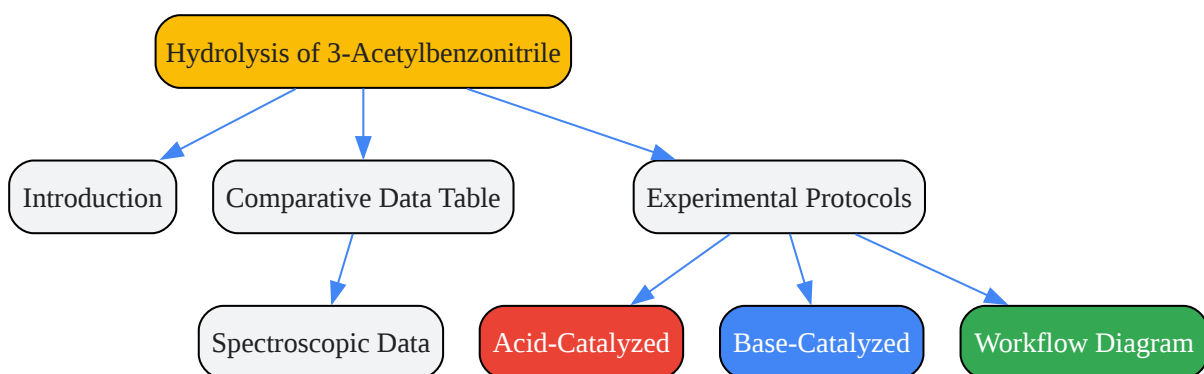 Hydrolysis of 3-Acetylbenzonitrile
Introduction
Comparative Data Table
Experimental Protocols
Spectroscopic Data
Acid-Catalyzed
Base-Catalyzed
Workflow Diagram